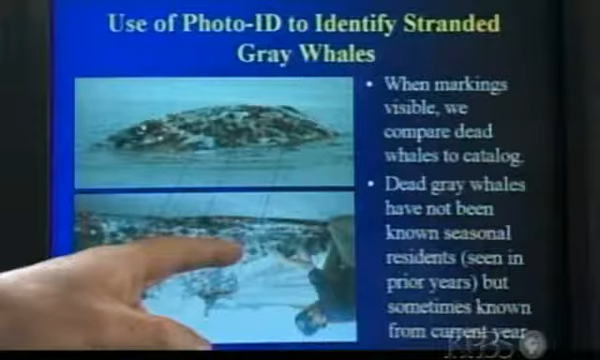 Use of Photo-ID to Identify Stranded
Gray Whales
• When markings
visible, we
compare dead
whales to catalog.
• Dead gray whales
have not been
known seasonal
residents (seen in
prior years) but
sometimes known
from current year